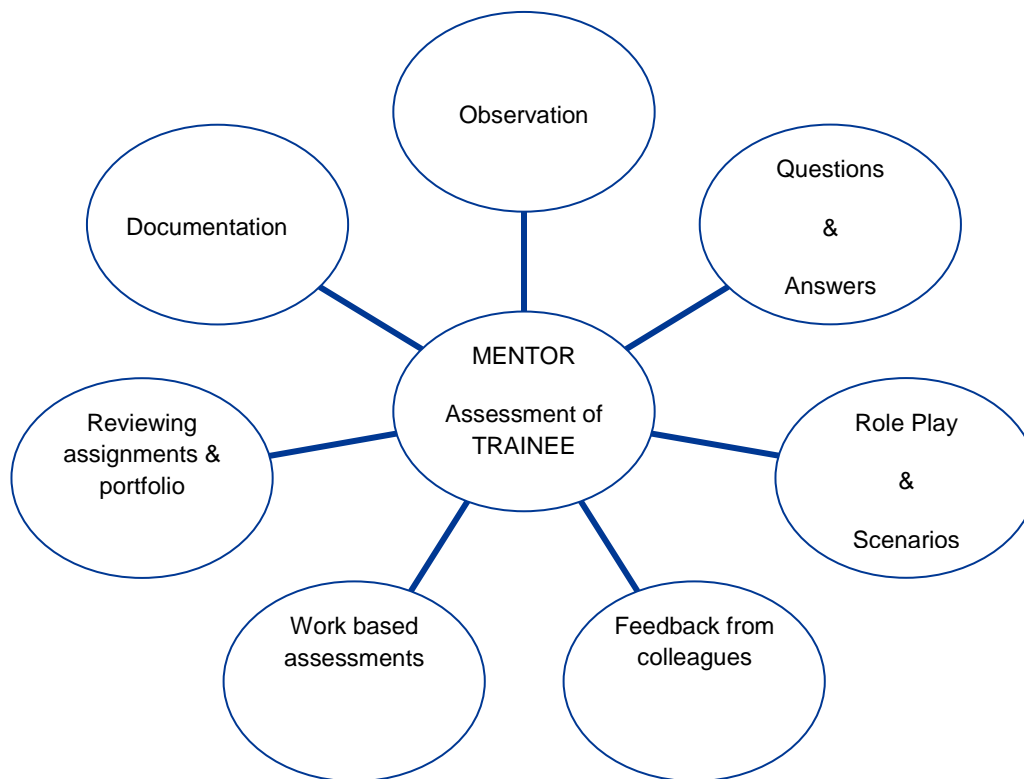 Observation
Questions
&
Answers
Documentation
MENTOR
Assessment of
TRAINEE
Role Play
&
Scenarios
Reviewing
assignments &
portfolio
Work based
assessments
Feedback from
colleagues